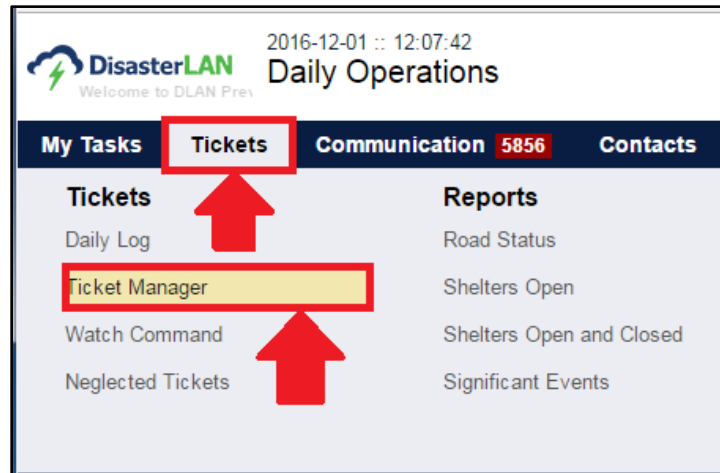 2016-12-01 :: 12:07:42
DisasterLAN
Daily Operations
Welcome to DLAN Prev
My Tasks Tickets Communication 5856 Contacts
Tickets Reports
Daily Log Road Status
Ticket Manager Shelters Open
Watch Command Shelters Open and Closed
Neglected Tickets Significant Events